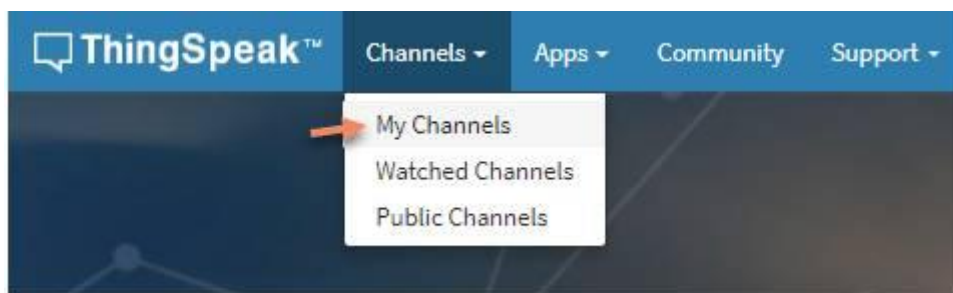 ThingSpeak™ Channels Apps Community Support
My Channels
Watched Channels
Public Channels